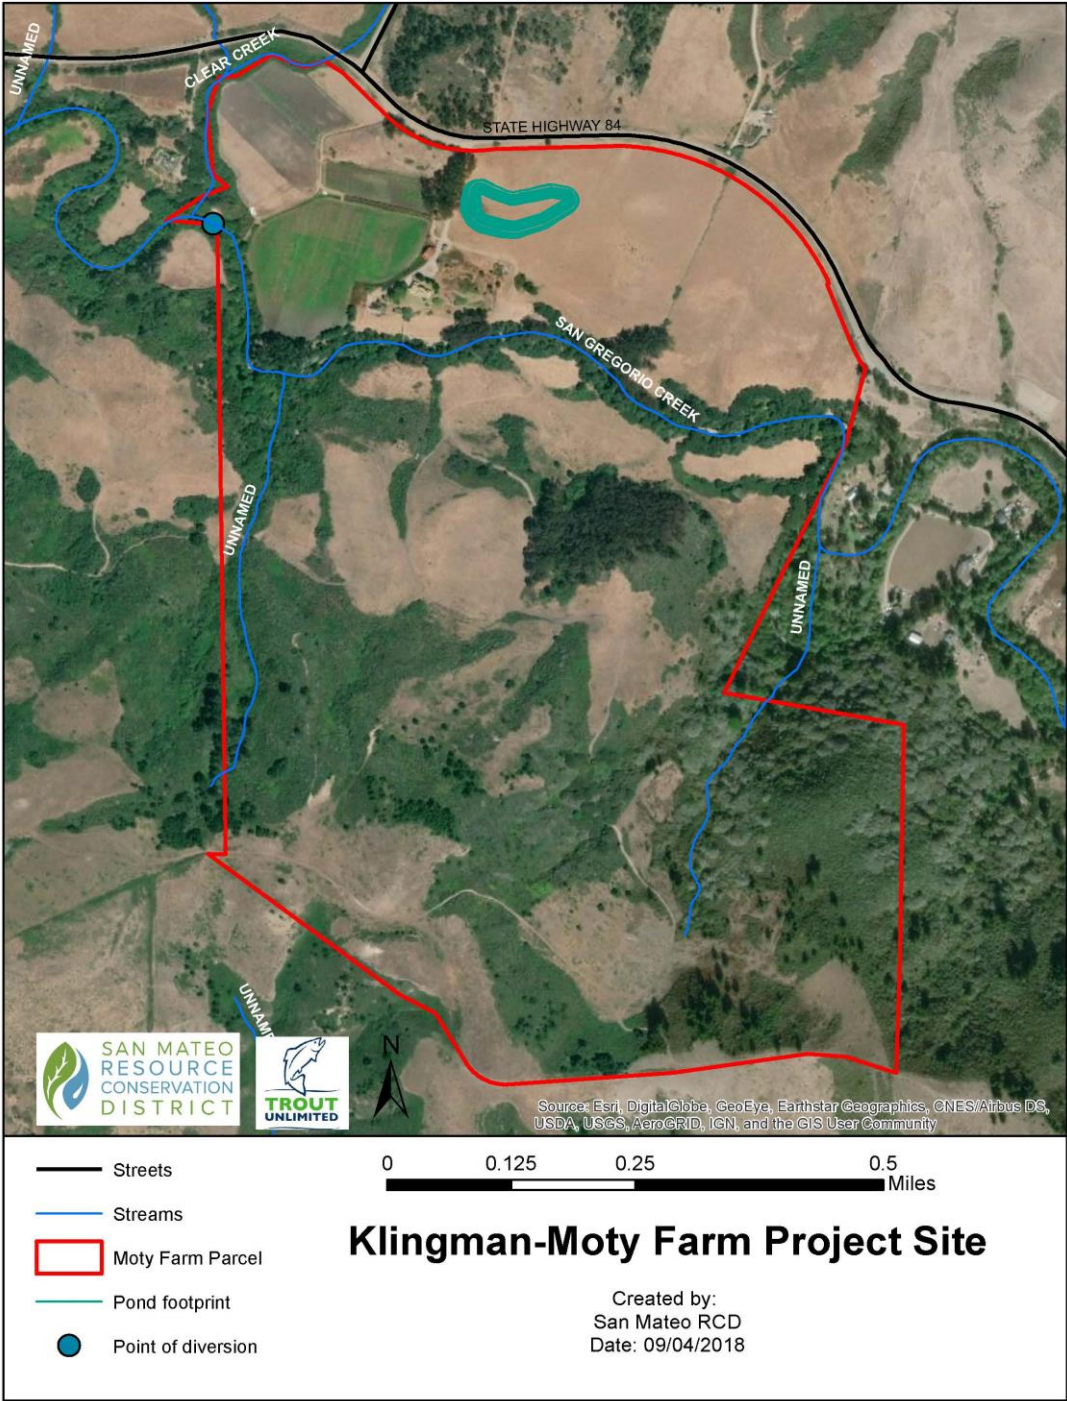 UNNAMED
CLEAR CREEK
STATE HIGHWAY 84
SAN GREGORIO CREEK
UNNAMED
UNNAMED
UNNAME
SAN MATEO
RESOURCE
CONSERVATION
DISTRICT
TROUT
UNLIMITED
N
Source: Esri, DigitalGlobe, GeoEye, Earthstar Geographics, CNES/Airbus DS,
USDA, USGS, AeroGRID, IGN, and the GIS User Community
Streets
Streams
Moty Farm Parcel
Pond footprint
Point of diversion
0 0.125 0.25 0.5
Miles
Klingman-Moty Farm Project Site
Created by:
San Mateo RCD
Date: 09/04/2018